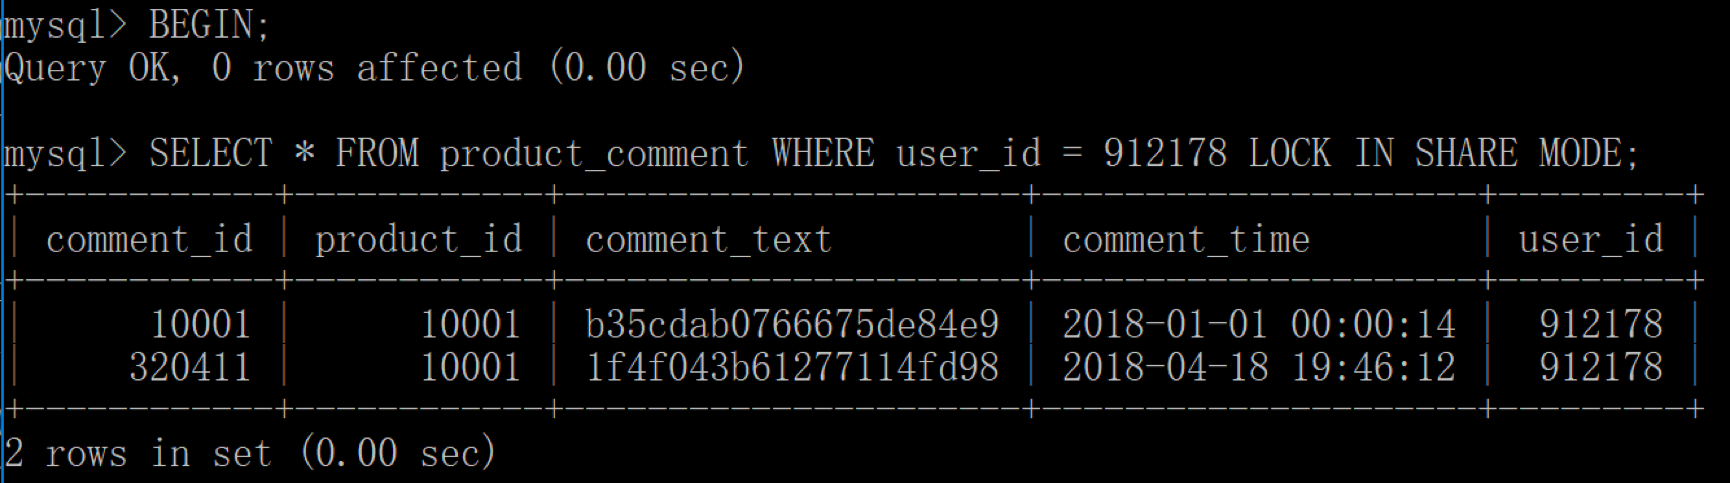 mysql> BEGIN;
Query OK, 0 rows affected (0.00 sec)
mysql> SELECT * FROM product_comment WHERE user_id = 912178 LOCK IN SHARE MODE;
+------------+------------+----------------------+---------------------+---------+
| comment_id | product_id | comment_text         | comment_time        | user_id |
+------------+------------+----------------------+---------------------+---------+
|      10001 |      10001 | b35cdab0766675de84e9 | 2018-01-01 00:00:14 |  912178 |
|     320411 |      10001 | 1f4f043b61277114fd98 | 2018-04-18 19:46:12 |  912178 |
+------------+------------+----------------------+---------------------+---------+
2 rows in set (0.00 sec)